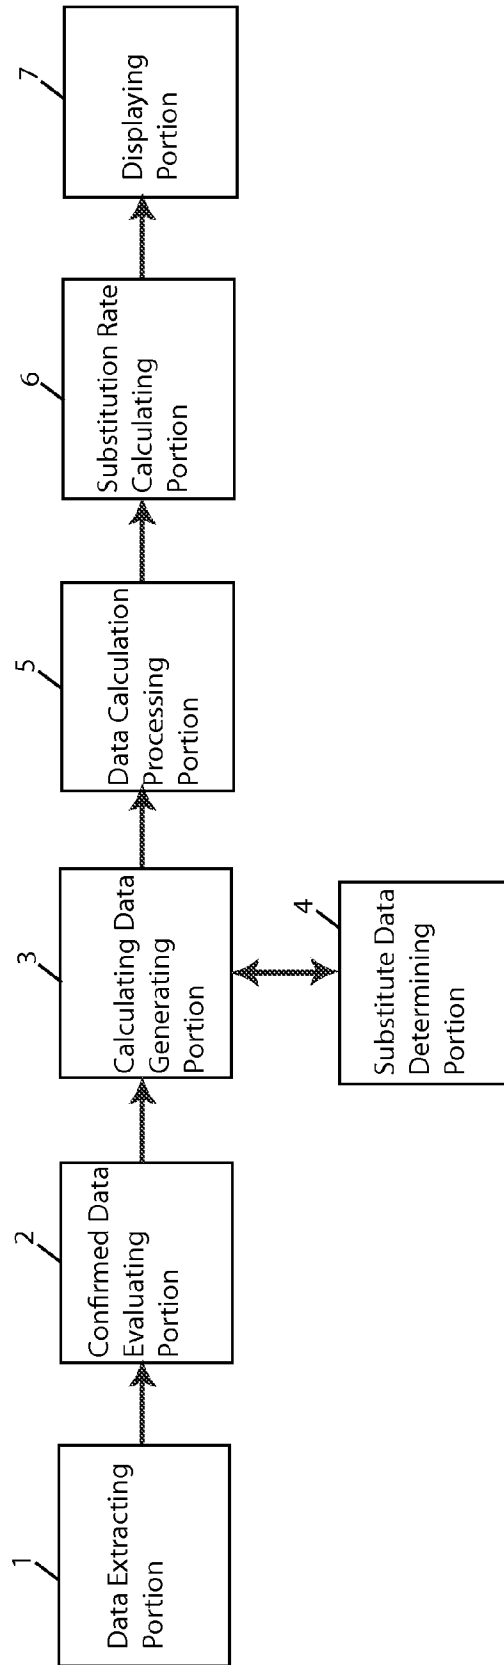 1
Data Extracting
Portion
2
Confirmed Data
Evaluating
Portion
3
Calculating Data
Generating
Portion
4
Substitute Data
Determining
Portion
5
Data Calculation
Processing
Portion
6
Substitution Rate
Calculating
Portion
7
Displaying
Portion